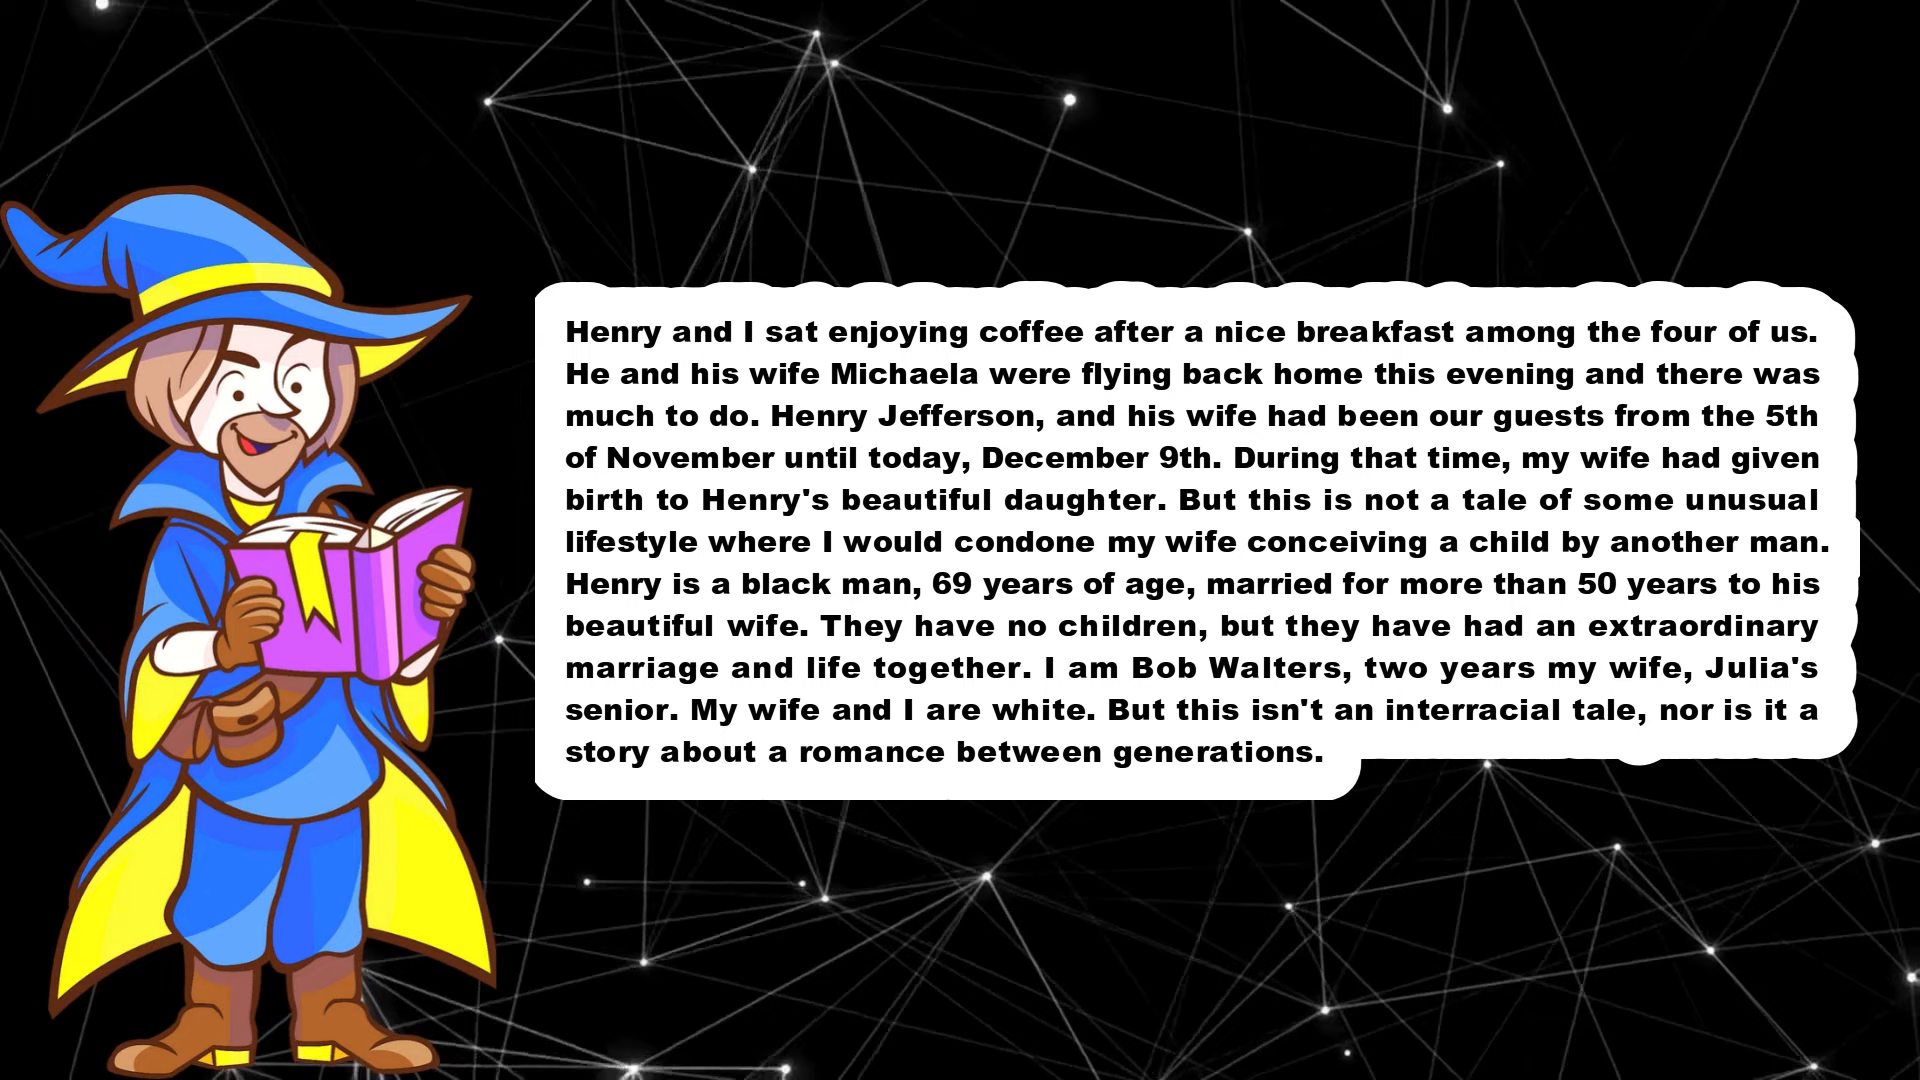 Henry and I sat enjoying coffee after a nice breakfast among the four of us.
He and his wife Michaela were flying back home this evening and there was
much to do. Henry Jefferson, and his wife had been our guests from the 5th
of November until today, December 9th. During that time, my wife had given
birth to Henry's beautiful daughter. But this is not a tale of some unusual
lifestyle where I would condone my wife conceiving a child by another man.
Henry is a black man, 69 years of age, married for more than 50 years to his
beautiful wife. They have no children, but they have had an extraordinary
marriage and life together. I am Bob Walters, two years my wife, Julia's
senior. My wife and I are white. But this isn't an interracial tale, nor is it a
story about a romance between generations.